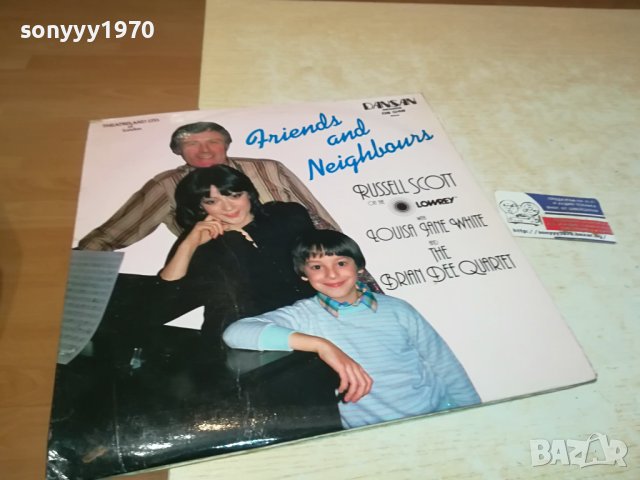 sonyyy1970
DANSAN
Friends
and
Neighbours
RUSSELL SCOTT
ON THE LOWREY
WITH
LOUISA JANE WHITE
AND
THE
BRIAN DEE QUARTET
BAZAR